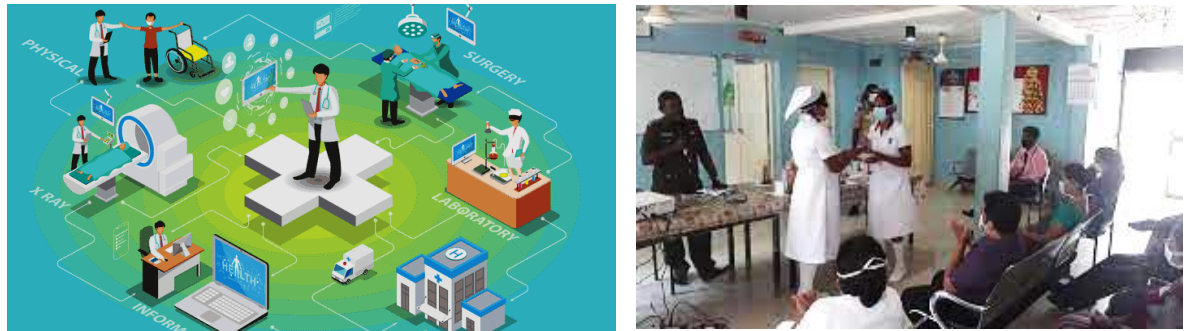 PHYSICAL
SURGERY
X RAY
LABORATORY
HEALTH
INFORM
H